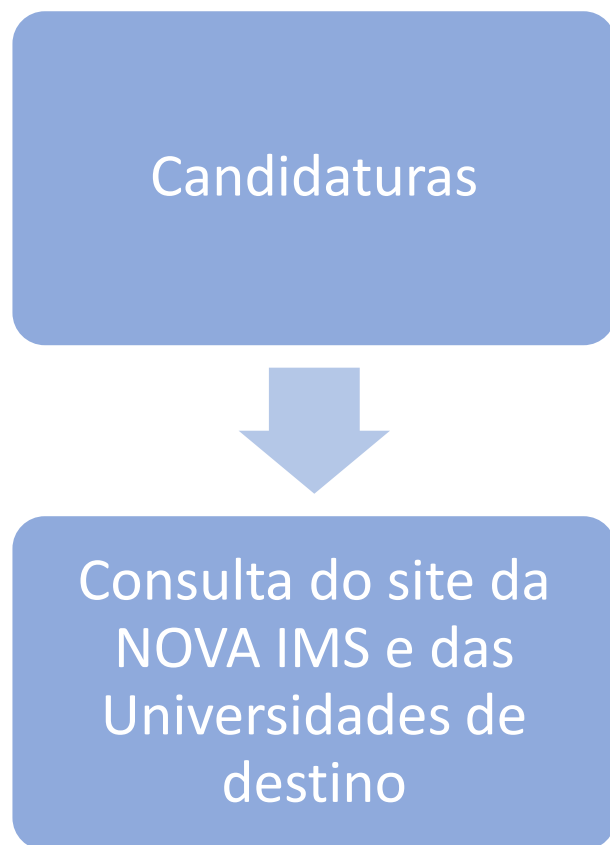 Candidaturas
Consulta do site da
NOVA IMS e das
Universidades de
destino